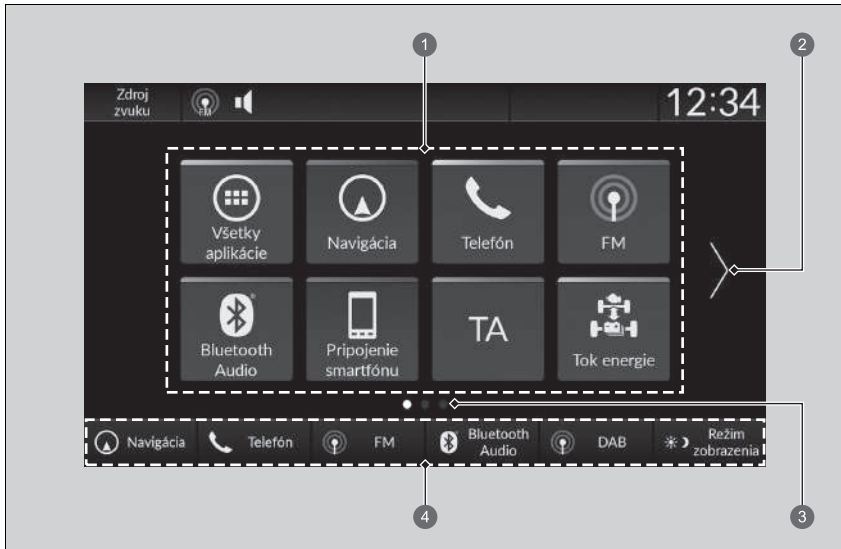 1
2
Zdroj
zvuku
FM
12:34
Všetky
aplikácie
Navigácia
Telefón
FM
Bluetooth
Audio
Pripojenie
smartfónu
TA
Tok energie
Navigácia
Telefón
FM
Bluetooth
Audio
DAB
Režim
zobrazenia
4
3